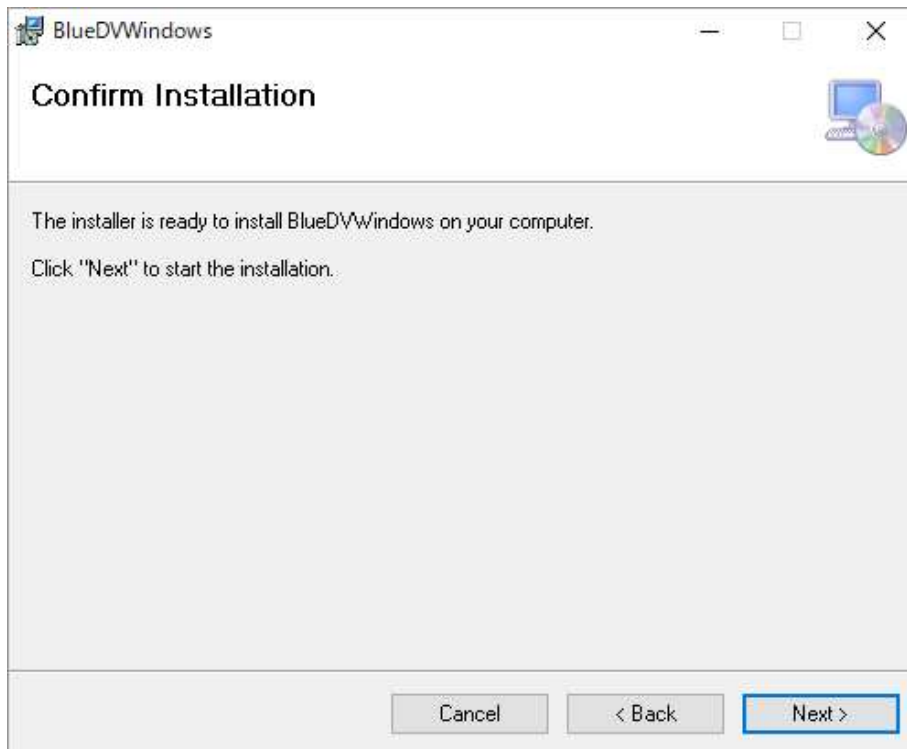 BlueDVWindows
Confirm Installation
The installer is ready to install BlueDVWindows on your computer.
Click "Next" to start the installation.
Cancel
< Back
Next >